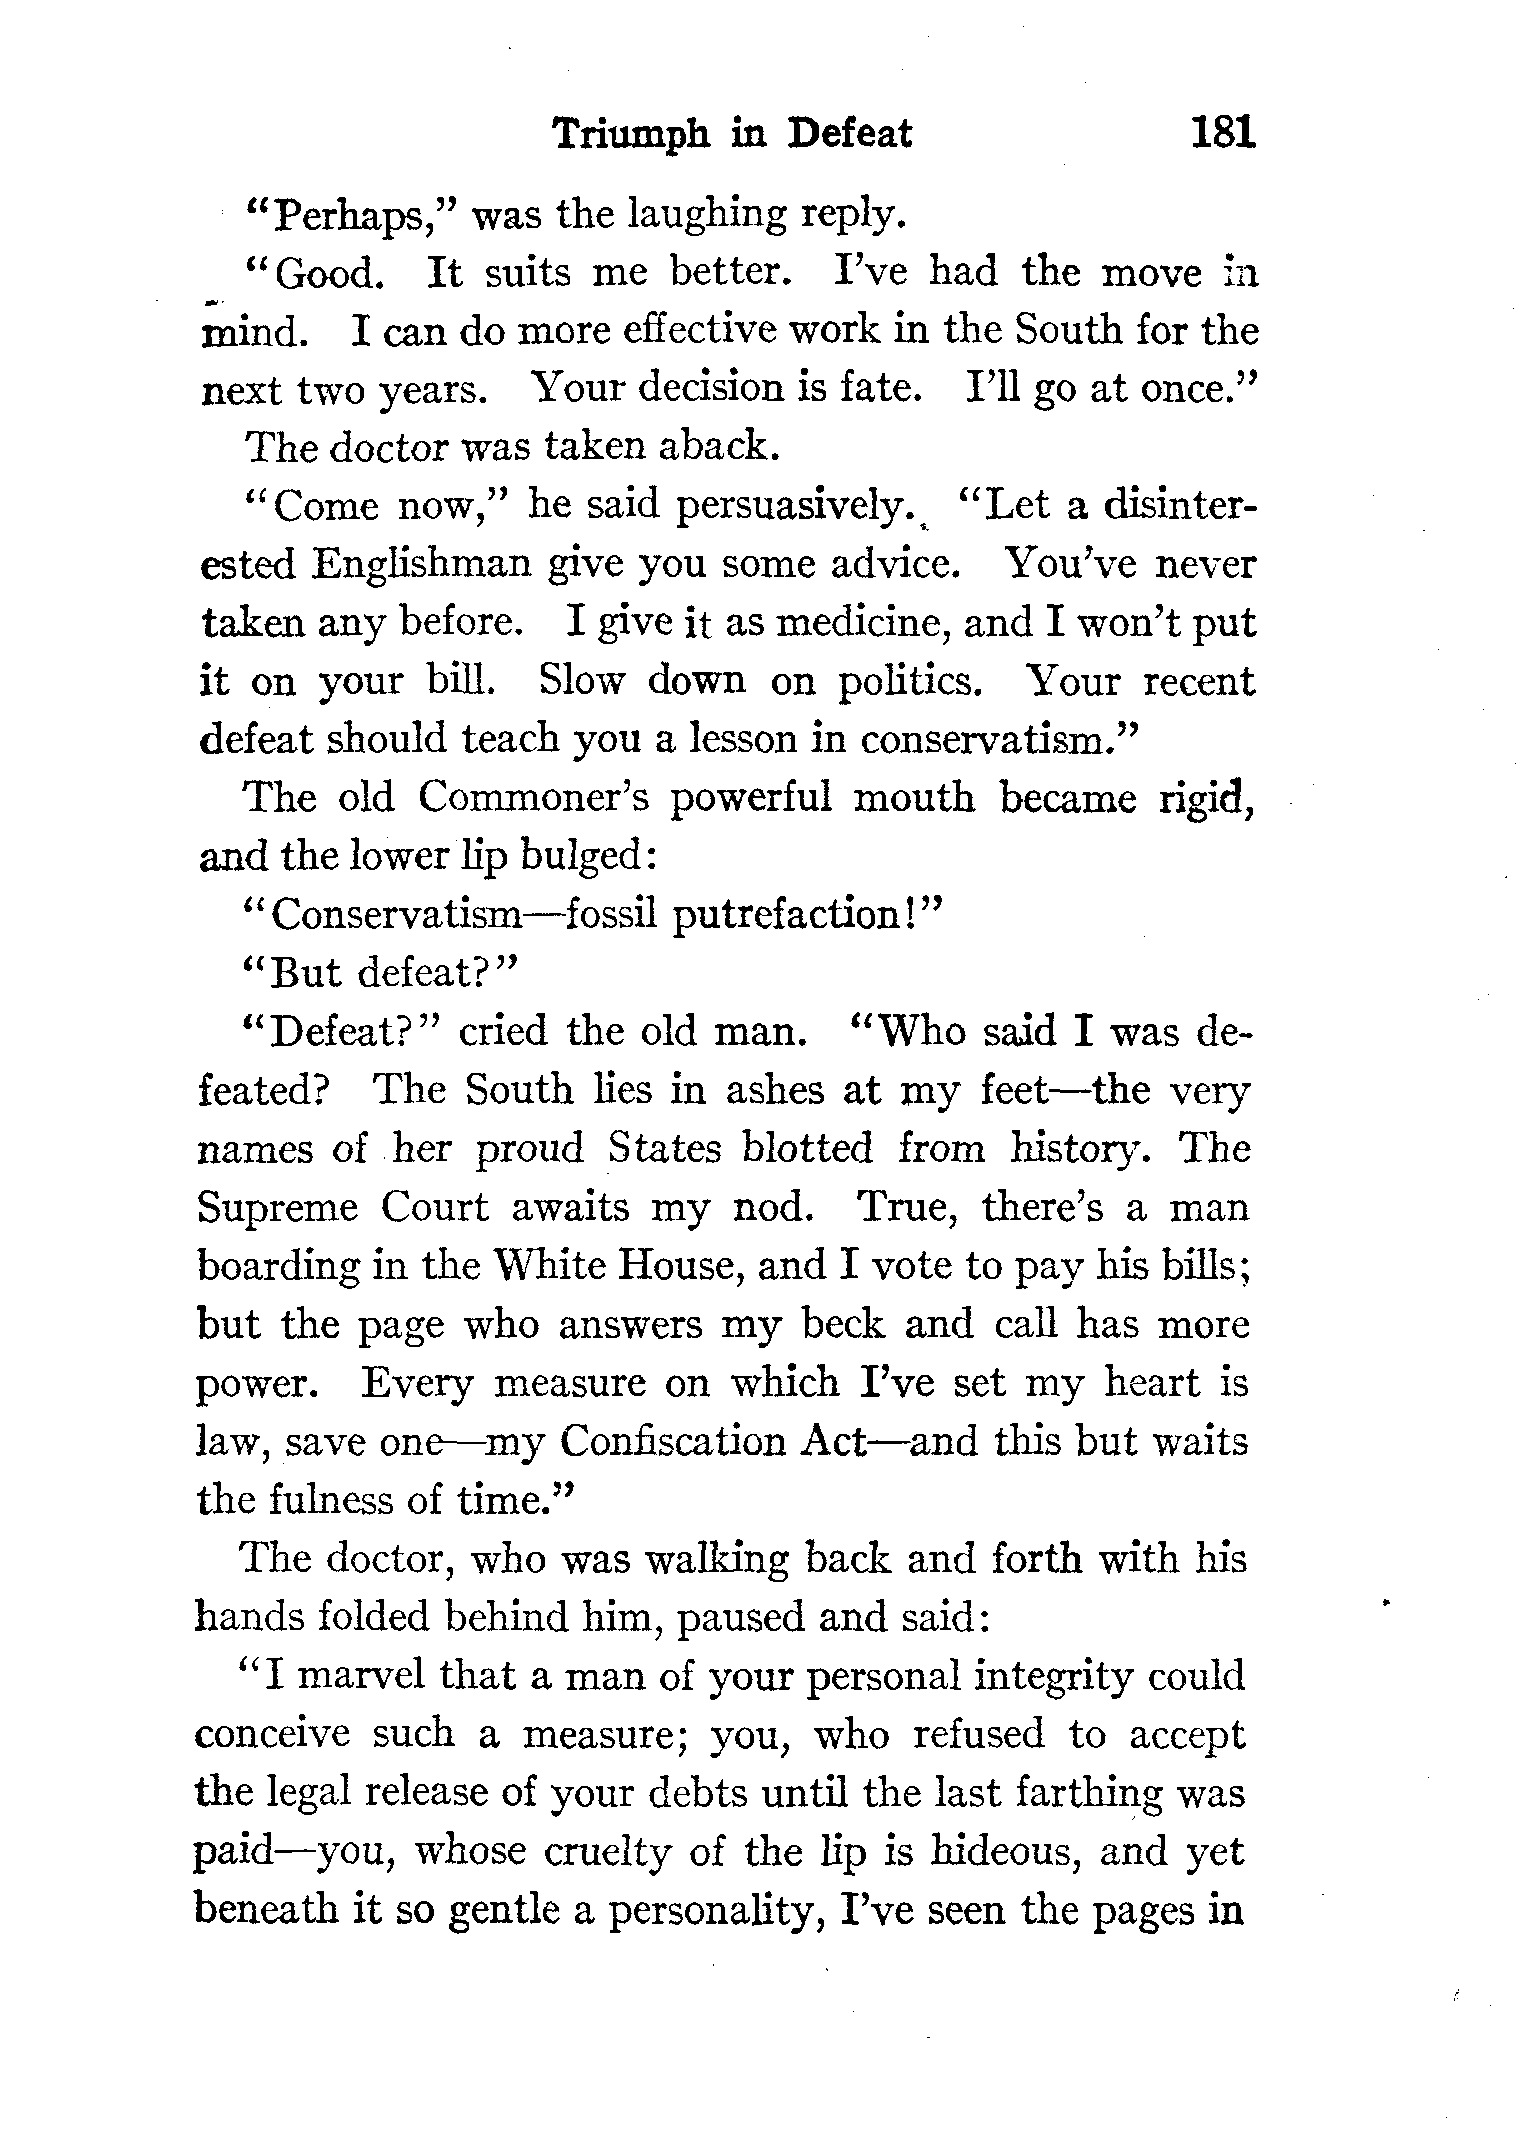 Triumph in Defeat 181
“Perhaps,” was the laughing reply.
“Good. It suits me better. I’ve had the move in
mind. I can do more effective work in the South for the
next two years. Your decision is fate. I’ll go at once.”
The doctor was taken aback.
“Come now,” he said persuasively. “Let a disinter-
ested Englishman give you some advice. You’ve never
taken any before. I give it as medicine, and I won’t put
it on your bill. Slow down on politics. Your recent
defeat should teach you a lesson in conservatism.”
The old Commoner’s powerful mouth became rigid,
and the lower lip bulged:
“Conservatism—fossil putrefaction!”
“But defeat?”
“Defeat?” cried the old man. “Who said I was de-
feated? The South lies in ashes at my feet—the very
names of her proud States blotted from history. The
Supreme Court awaits my nod. True, there’s a man
boarding in the White House, and I vote to pay his bills;
but the page who answers my beck and call has more
power. Every measure on which I’ve set my heart is
law, save one—my Confiscation Act—and this but waits
the fulness of time.”
The doctor, who was walking back and forth with his
hands folded behind him, paused and said:
“I marvel that a man of your personal integrity could
conceive such a measure; you, who refused to accept
the legal release of your debts until the last farthing was
paid—you, whose cruelty of the lip is hideous, and yet
beneath it so gentle a personality, I’ve seen the pages in